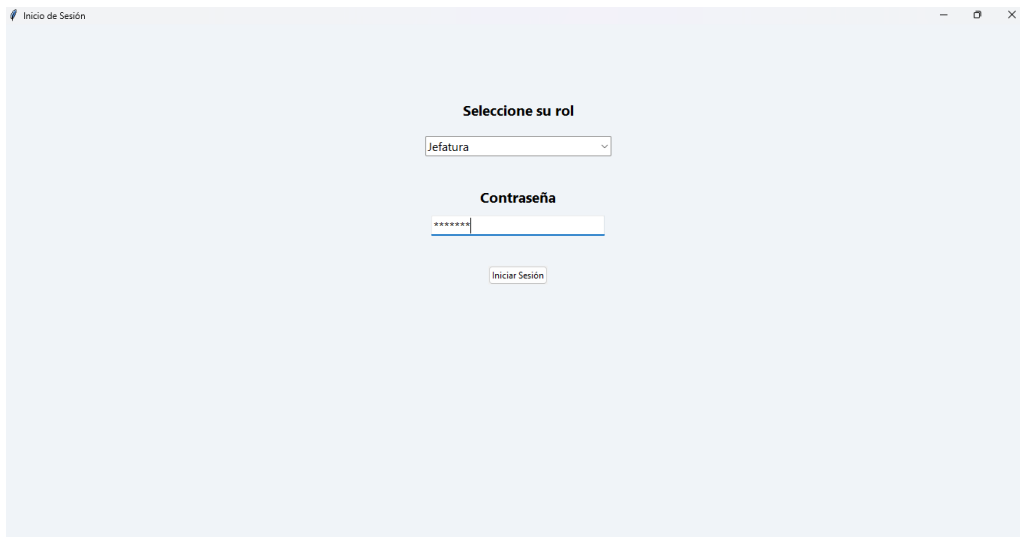 Inicio de Sesión
Seleccione su rol
Jefatura
Contraseña
*******
Iniciar Sesión